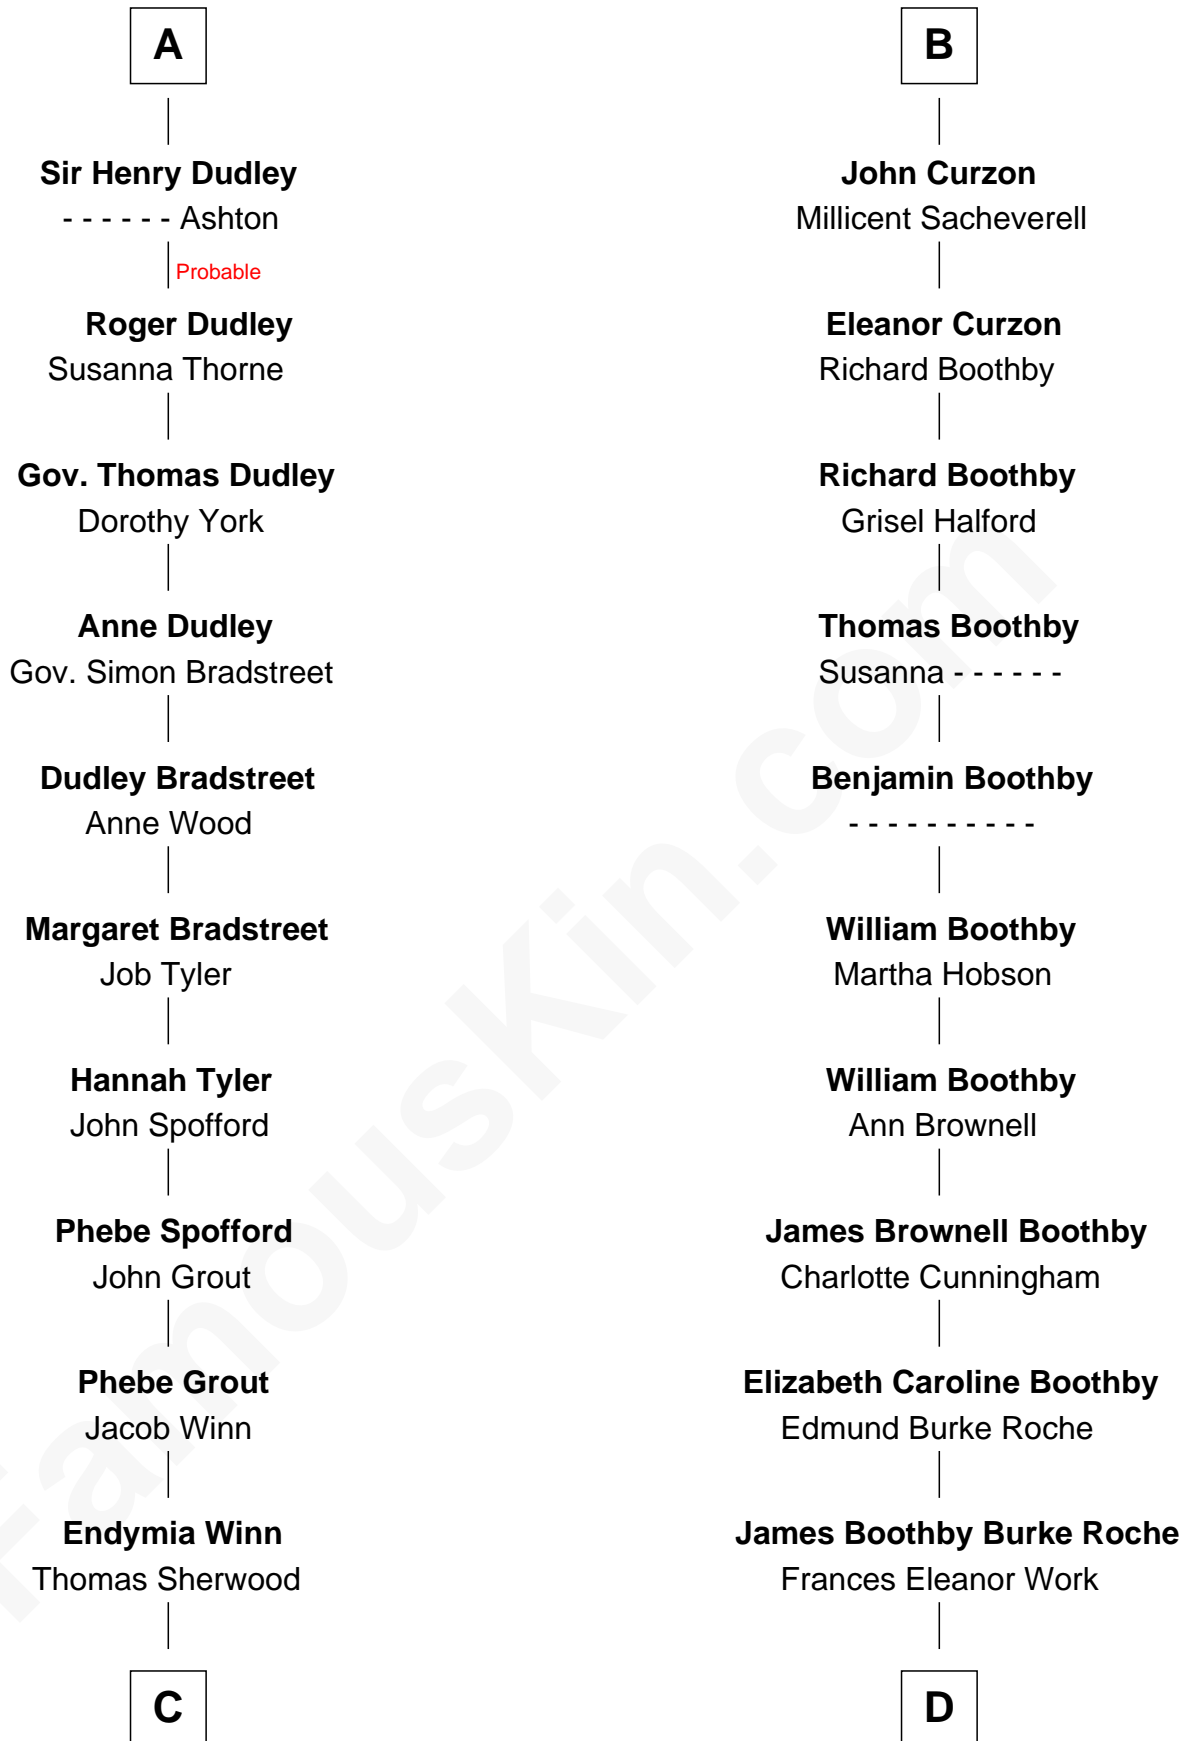 A
Sir Henry Dudley
- - - - - - Ashton
Probable
Roger Dudley
Susanna Thorne
Gov. Thomas Dudley
Dorothy York
Anne Dudley
Gov. Simon Bradstreet
Dudley Bradstreet
Anne Wood
Margaret Bradstreet
Job Tyler
Hannah Tyler
John Spofford
Phebe Spofford
John Grout
Phebe Grout
Jacob Winn
Endymia Winn
Thomas Sherwood
C
B
John Curzon
Millicent Sacheverell
Eleanor Curzon
Richard Boothby
Richard Boothby
Grisel Halford
Thomas Boothby
Susanna - - - - - -
Benjamin Boothby
- - - - - - - - - -
William Boothby
Martha Hobson
William Boothby
Ann Brownell
James Brownell Boothby
Charlotte Cunningham
Elizabeth Caroline Boothby
Edmund Burke Roche
James Boothby Burke Roche
Frances Eleanor Work
D
FamousKin.com